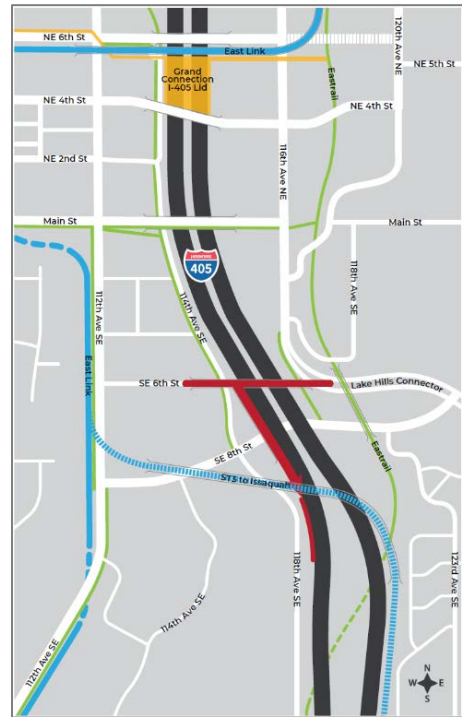 NE 6th St
East Link
120th Ave NE
NE 5th St
Grand
Connection
I-405 Lid
Eastrail
NE 4th St
NE 4th St
116th Ave NE
NE 2nd St
Main St
Main St
INTERSTATE
405
118th Ave SE
112th Ave SE
114th Ave SE
East Link
SE 6th St
Lake Hills Connector
SE 8th St
Eastrail
ST3 to Issaquah
118th Ave SE
123rd Ave SE
114th Ave SE
112th Ave SE
N
W E
S